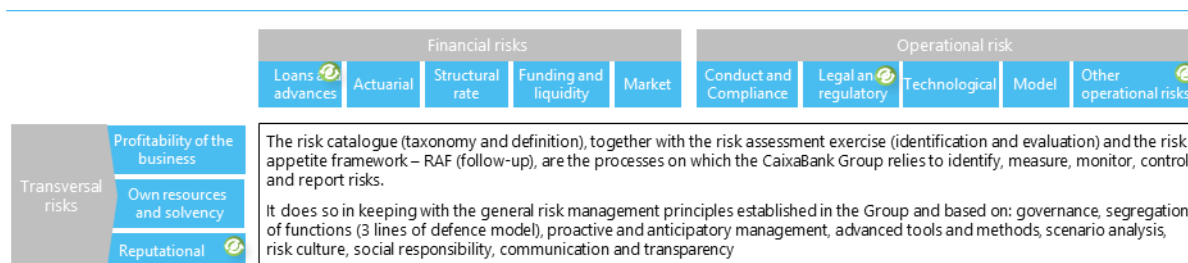 Financial risks
Operational risk
Loans
advances
Actuarial
Structural
rate
Funding and
liquidity
Market
Conduct and
Compliance
Legal an
regulatory
Technological
Model
Other
operational risks
Transversal
risks
Profitability of the
business
Own resources
and solvency
Reputational
The risk catalogue (taxonomy and definition), together with the risk assessment exercise (identification and evaluation) and the risk
appetite framework – RAF (follow-up), are the processes on which the CaixaBank Group relies to identify, measure, monitor, control
and report risks.
It does so in keeping with the general risk management principles established in the Group and based on: governance, segregation
of functions (3 lines of defence model), proactive and anticipatory management, advanced tools and methods, scenario analysis,
risk culture, social responsibility, communication and transparency